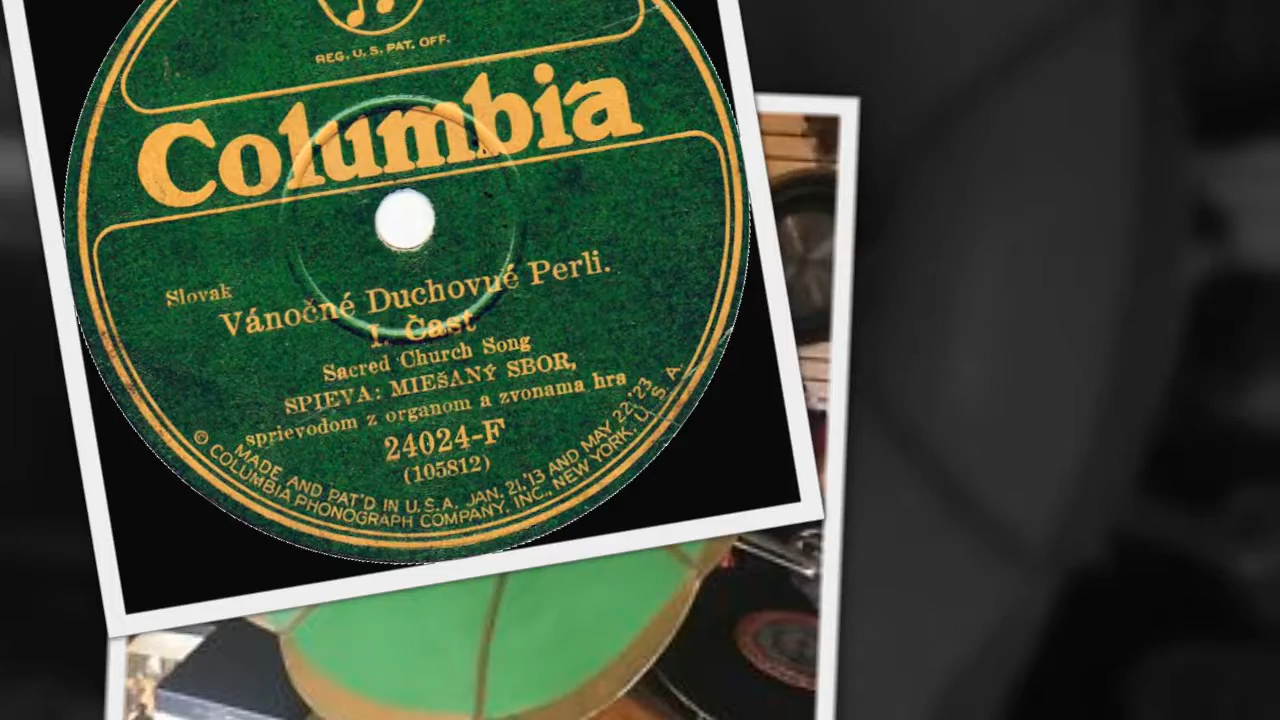 REG. U. S. PAT. OFF.
Columbia
Slovak
Vánočné Duchovué Perli.
I. Čast
Sacred Church Song
SPIEVA: MIEŠANÝ SBOR,
sprievodom z organom a zvonama hra
24024-F
(105812)
MADE AND PAT'D IN U. S. A. JAN. 21,'13 AND MAY 22,'23
© COLUMBIA PHONOGRAPH COMPANY, INC., NEW YORK, U. S. A